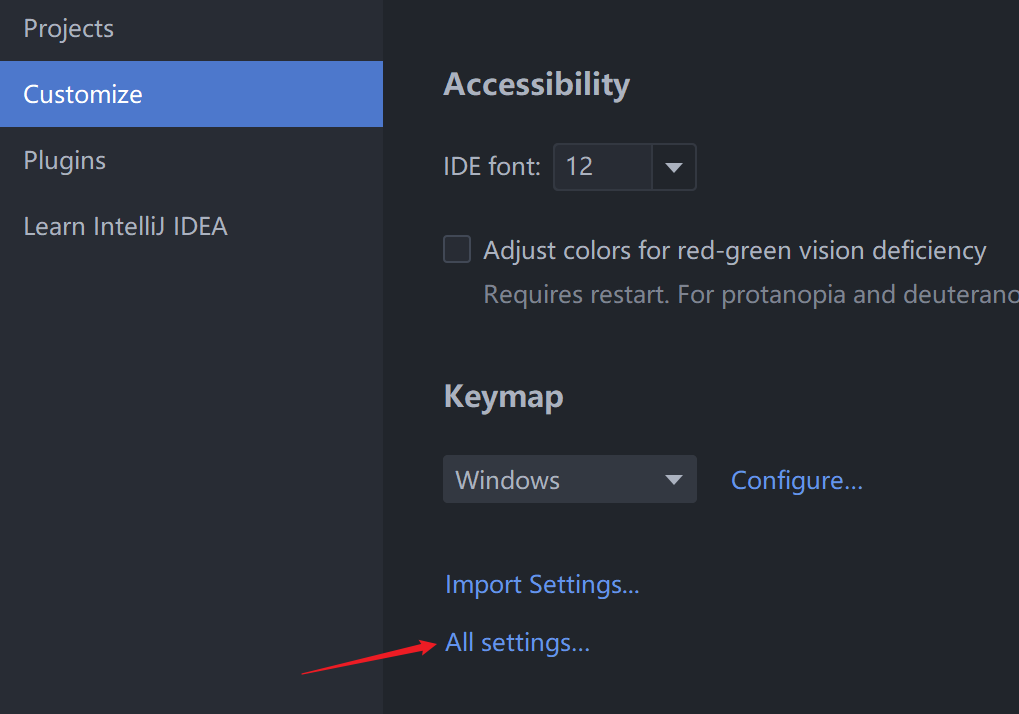 Projects
Customize
Plugins
Learn IntelliJ IDEA
Accessibility
IDE font: 12
Adjust colors for red-green vision deficiency
Requires restart. For protanopia and deuterano
Keymap
Windows Configure...
Import Settings...
All settings...